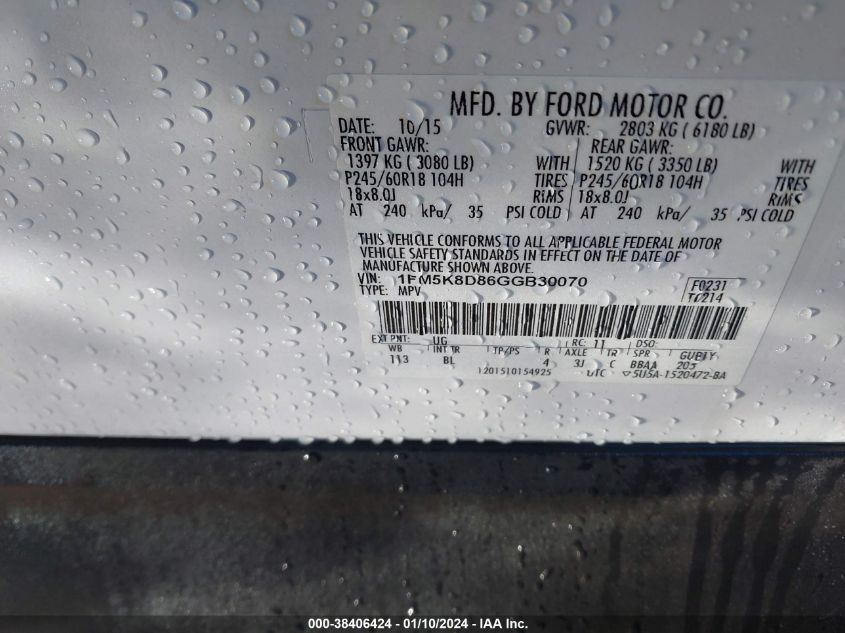 MFD. BY FORD MOTOR CO.
DATE: 10/15 GVWR: 2803 KG ( 6180 LB)
FRONT GAWR: REAR GAWR:
1397 KG ( 3080 LB) WITH 1520 KG ( 3350 LB) WITH
P245/60R18 104H TIRES P245/60R18 104H TIRES
18x8.0J RIMS 18x8.0J RIMS
AT 240 kPa/ 35 PSI COLD AT 240 kPa/ 35 PSI COLD
THIS VEHICLE CONFORMS TO ALL APPLICABLE FEDERAL MOTOR
VEHICLE SAFETY STANDARDS IN EFFECT ON THE DATE OF
MANUFACTURE SHOWN ABOVE.
VIN: 1FM5K8D86GGB30070 F0231
TYPE: MPV T0214
EXT PNT: UG RC: 11 DSO:
WB INT TR TP/PS R AXLE TR SPR
113 BL 4 3J C BBAA
1201510154925 UTC 5USA-1520472-BA
000-38406424 — 01/10/2024 — IAA Inc.